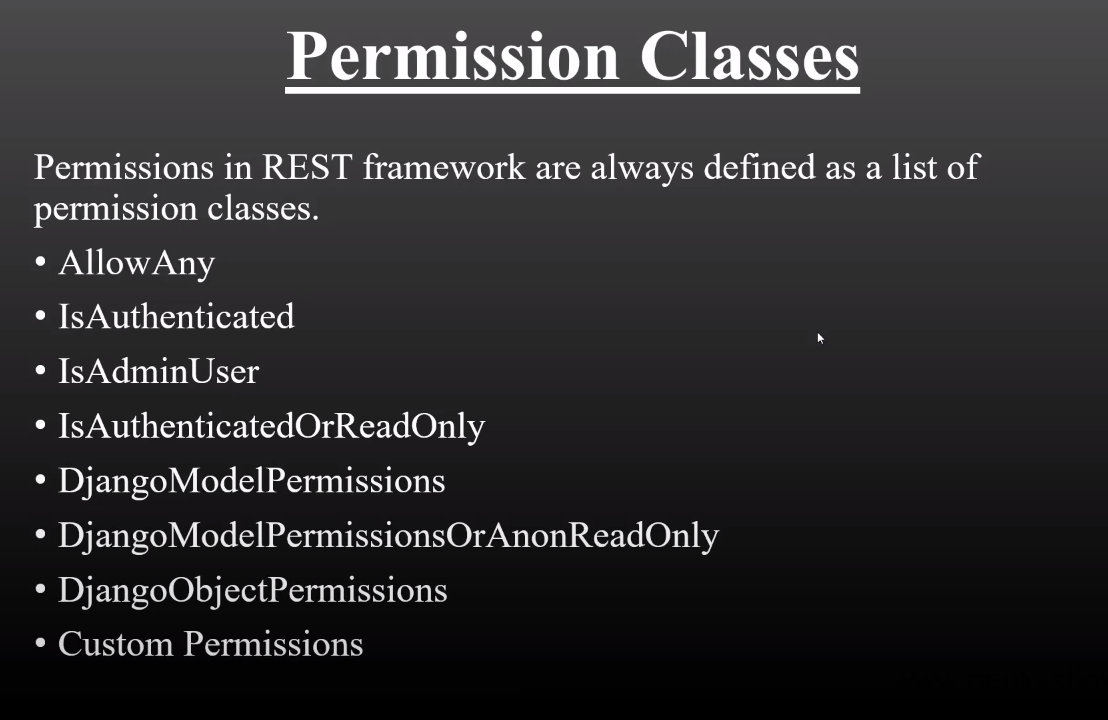 Permission Classes
Permissions in REST framework are always defined as a list of
permission classes.
• AllowAny
• IsAuthenticated
• IsAdminUser
• IsAuthenticatedOrReadOnly
• DjangoModelPermissions
• DjangoModelPermissionsOrAnonReadOnly
• DjangoObjectPermissions
• Custom Permissions